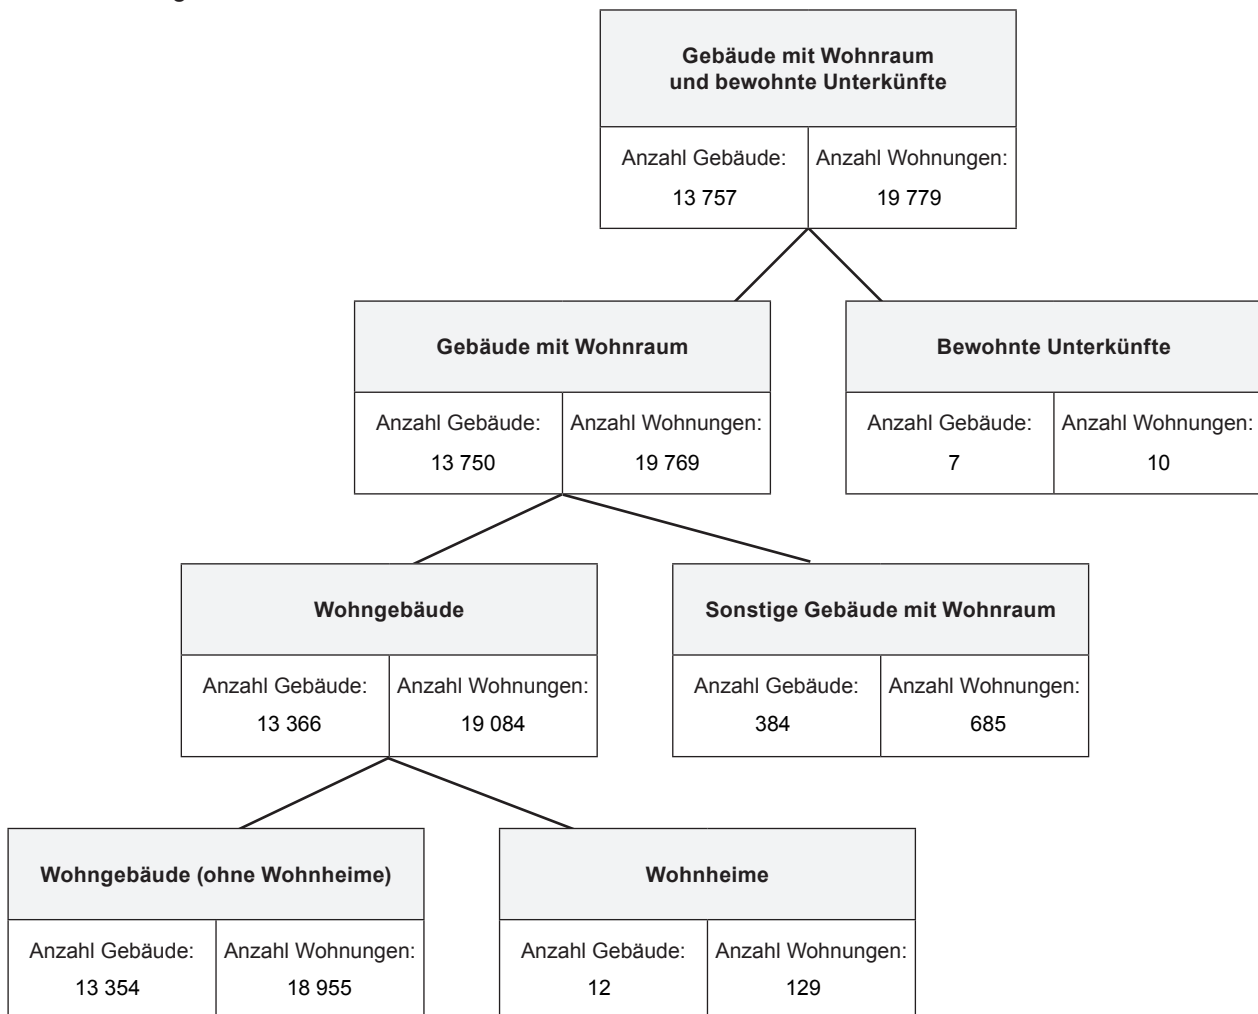 Gebäude mit Wohnraum
und bewohnte Unterkünfte
Anzahl Gebäude: Anzahl Wohnungen:
13 757 19 779
Gebäude mit Wohnraum Bewohnte Unterkünfte
Anzahl Gebäude: Anzahl Wohnungen: Anzahl Gebäude: Anzahl Wohnungen:
13 750 19 769 7 10
Wohngebäude Sonstige Gebäude mit Wohnraum
Anzahl Gebäude: Anzahl Wohnungen: Anzahl Gebäude: Anzahl Wohnungen:
13 366 19 084 384 685
Wohngebäude (ohne Wohnheime) Wohnheime
Anzahl Gebäude: Anzahl Wohnungen: Anzahl Gebäude: Anzahl Wohnungen:
13 354 18 955 12 129